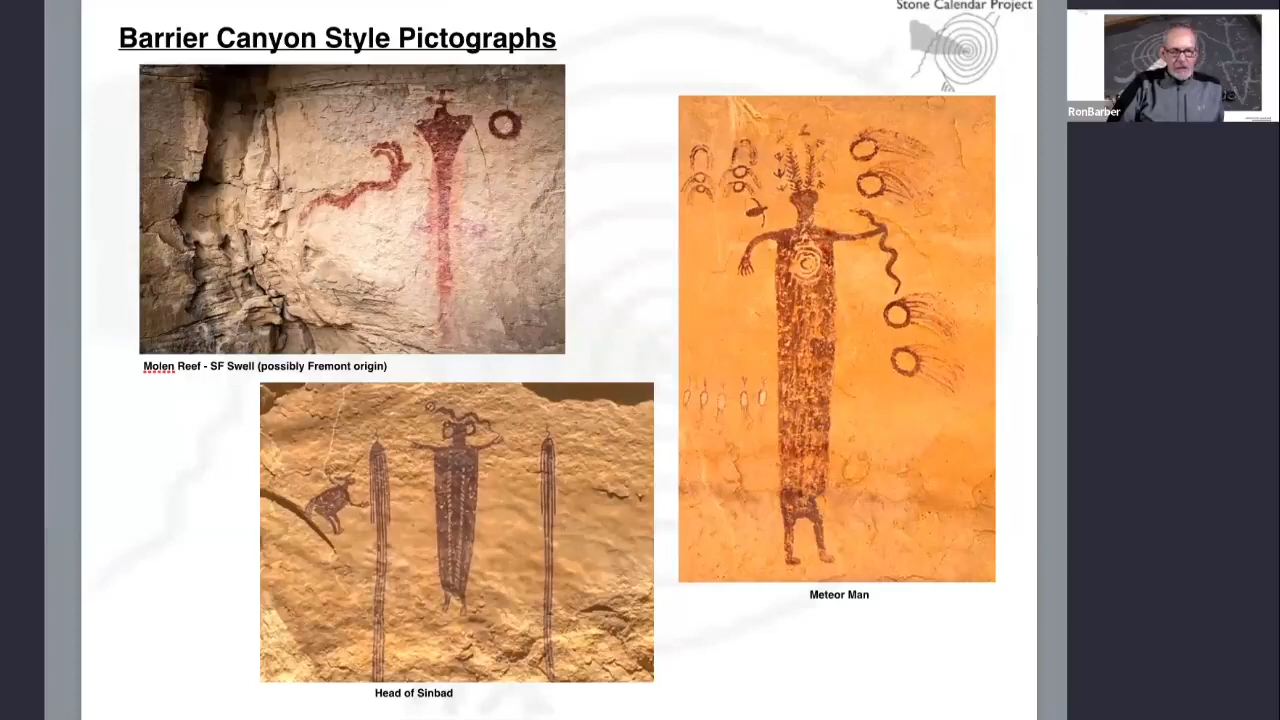 Stone Calendar Project
Barrier Canyon Style Pictographs
RonBarber
Molen Reef - SF Swell (possibly Fremont origin)
Meteor Man
Head of Sinbad